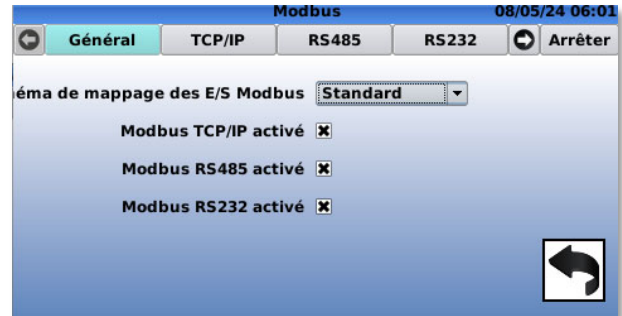 Modbus 08/05/24 06:01
Général TCP/IP RS485 RS232 Arrêter
éma de mappage des E/S Modbus Standard
Modbus TCP/IP activé
Modbus RS485 activé
Modbus RS232 activé